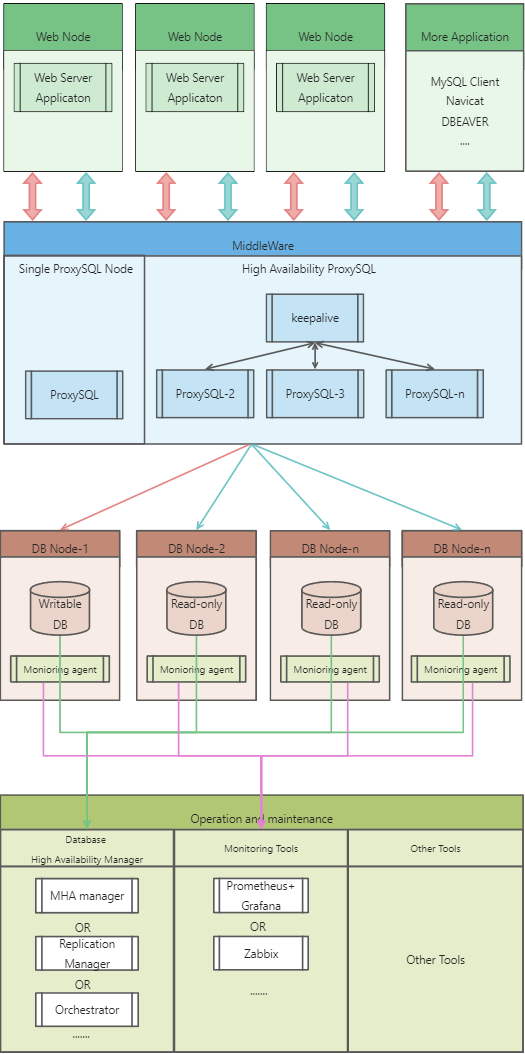 Web Node
Web Node
Web Node
More Application
Web Server
Applicaton
Web Server
Applicaton
Web Server
Applicaton
MySQL Client
Navicat
DBEAVER
....
MiddleWare
Single ProxySQL Node
High Availability ProxySQL
keepalive
ProxySQL
ProxySQL-2
ProxySQL-3
ProxySQL-n
DB Node-1
DB Node-2
DB Node-n
DB Node-n
Writable
DB
Read-only
DB
Read-only
DB
Read-only
DB
Monioring agent
Monioring agent
Monioring agent
Monioring agent
Operation and maintenance
Database
High Availability Manager
Monitoring Tools
Other Tools
MHA manager
OR
Replication
Manager
OR
Orchestrator
.......
Prometheus+
Grafana
OR
Zabbix
.......
Other Tools